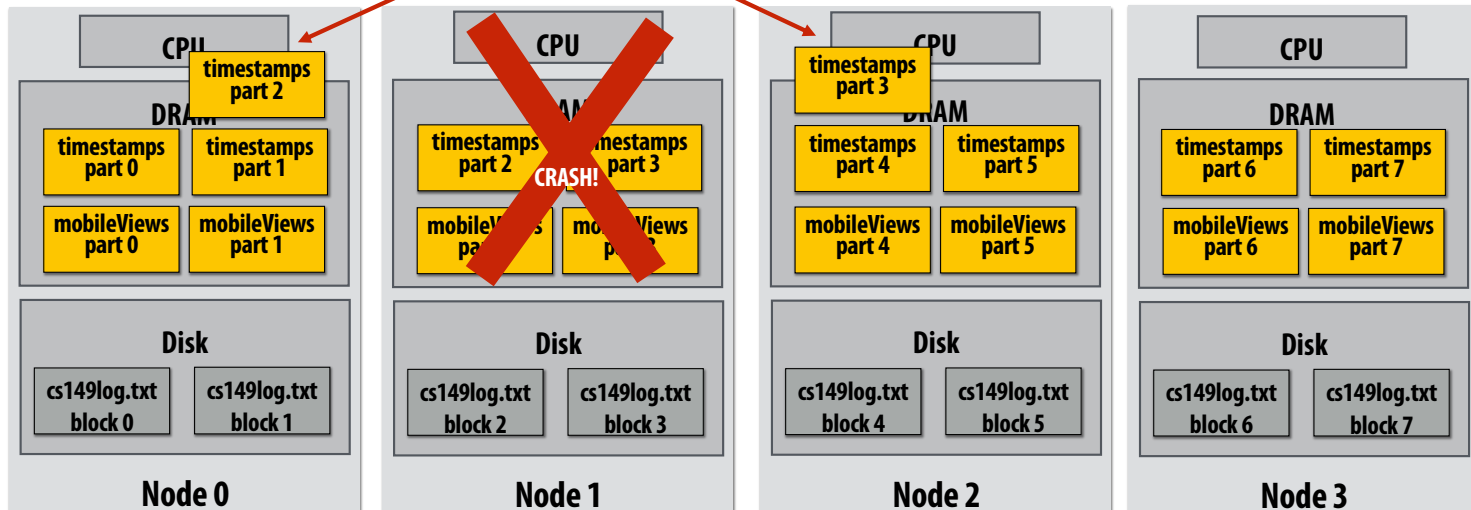 CPU
timestamps
part 2
DRAM
timestamps
part 0
timestamps
part 1
mobileViews
part 0
mobileViews
part 1
Disk
cs149log.txt
block 0
cs149log.txt
block 1
Node 0
CPU
timestamps
part 2
part 3
CRASH!
Disk
cs149log.txt
block 2
cs149log.txt
block 3
Node 1
CPU
timestamps
part 3
DRAM
timestamps
part 4
timestamps
part 5
mobileViews
part 4
mobileViews
part 5
Disk
cs149log.txt
block 4
cs149log.txt
block 5
Node 2
CPU
DRAM
timestamps
part 6
timestamps
part 7
mobileViews
part 6
mobileViews
part 7
Disk
cs149log.txt
block 6
cs149log.txt
block 7
Node 3